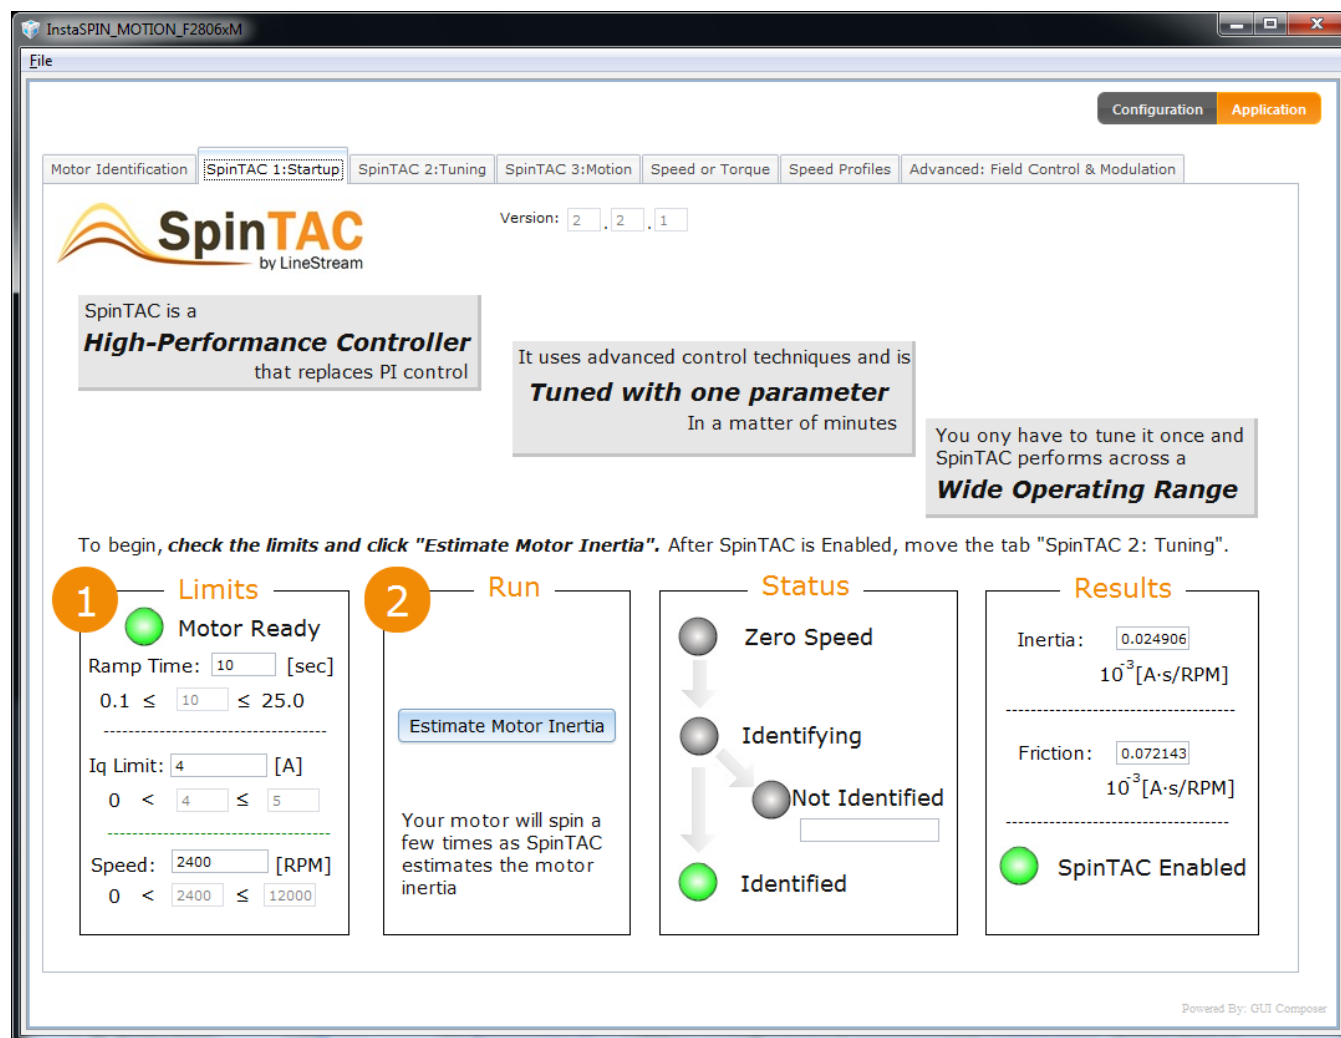 InstaSPIN_MOTION_F2806xM
File
Configuration Application
Motor Identification SpinTAC 1:Startup SpinTAC 2:Tuning SpinTAC 3:Motion Speed or Torque Speed Profiles Advanced: Field Control & Modulation
SpinTAC
by LineStream
Version: 2 . 2 . 1
SpinTAC is a
High-Performance Controller
that replaces PI control
It uses advanced control techniques and is
Tuned with one parameter
In a matter of minutes
You ony have to tune it once and
SpinTAC performs across a
Wide Operating Range
To begin, check the limits and click "Estimate Motor Inertia". After SpinTAC is Enabled, move the tab "SpinTAC 2: Tuning".
1 Limits
Motor Ready
Ramp Time: 10 [sec]
0.1 ≤ 10 ≤ 25.0
Iq Limit: 4 [A]
0 < 4 ≤ 5
Speed: 2400 [RPM]
0 < 2400 ≤ 12000
2 Run
Estimate Motor Inertia
Your motor will spin a
few times as SpinTAC
estimates the motor
inertia
Status
Zero Speed
Identifying
Not Identified
Identified
Results
Inertia: 0.024906
10⁻³[A·s/RPM]
Friction: 0.072143
10⁻³[A·s/RPM]
SpinTAC Enabled
Powered By: GUI Composer